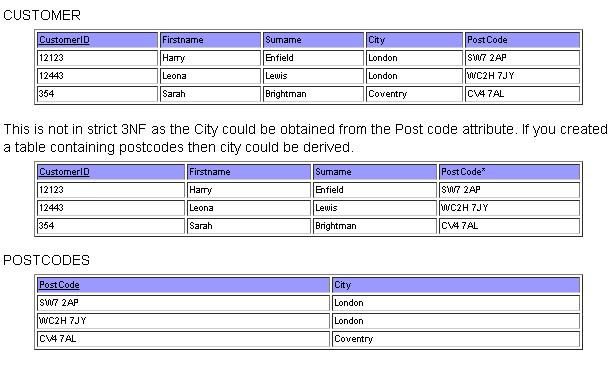 CUSTOMER
CustomerID Firstname Surname City PostCode
12123 Harry Enfield London SW7 2AP
12443 Leona Lewis London WC2H 7JY
354 Sarah Brightman Coventry CV4 7AL
This is not in strict 3NF as the City could be obtained from the Post code attribute. If you created
a table containing postcodes then city could be derived.
CustomerID Firstname Surname PostCode*
12123 Harry Enfield SW7 2AP
12443 Leona Lewis WC2H 7JY
354 Sarah Brightman CV4 7AL
POSTCODES
PostCode City
SW7 2AP London
WC2H 7JY London
CV4 7AL Coventry